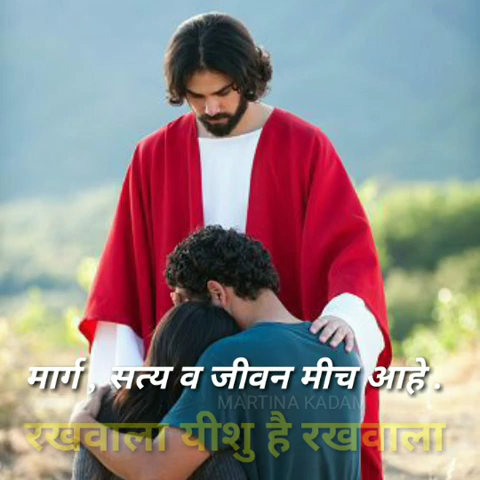 मार्ग , सत्य व जीवन मीच आहे .
MARTINA KADAM
रखवाला यीशु है रखवाला